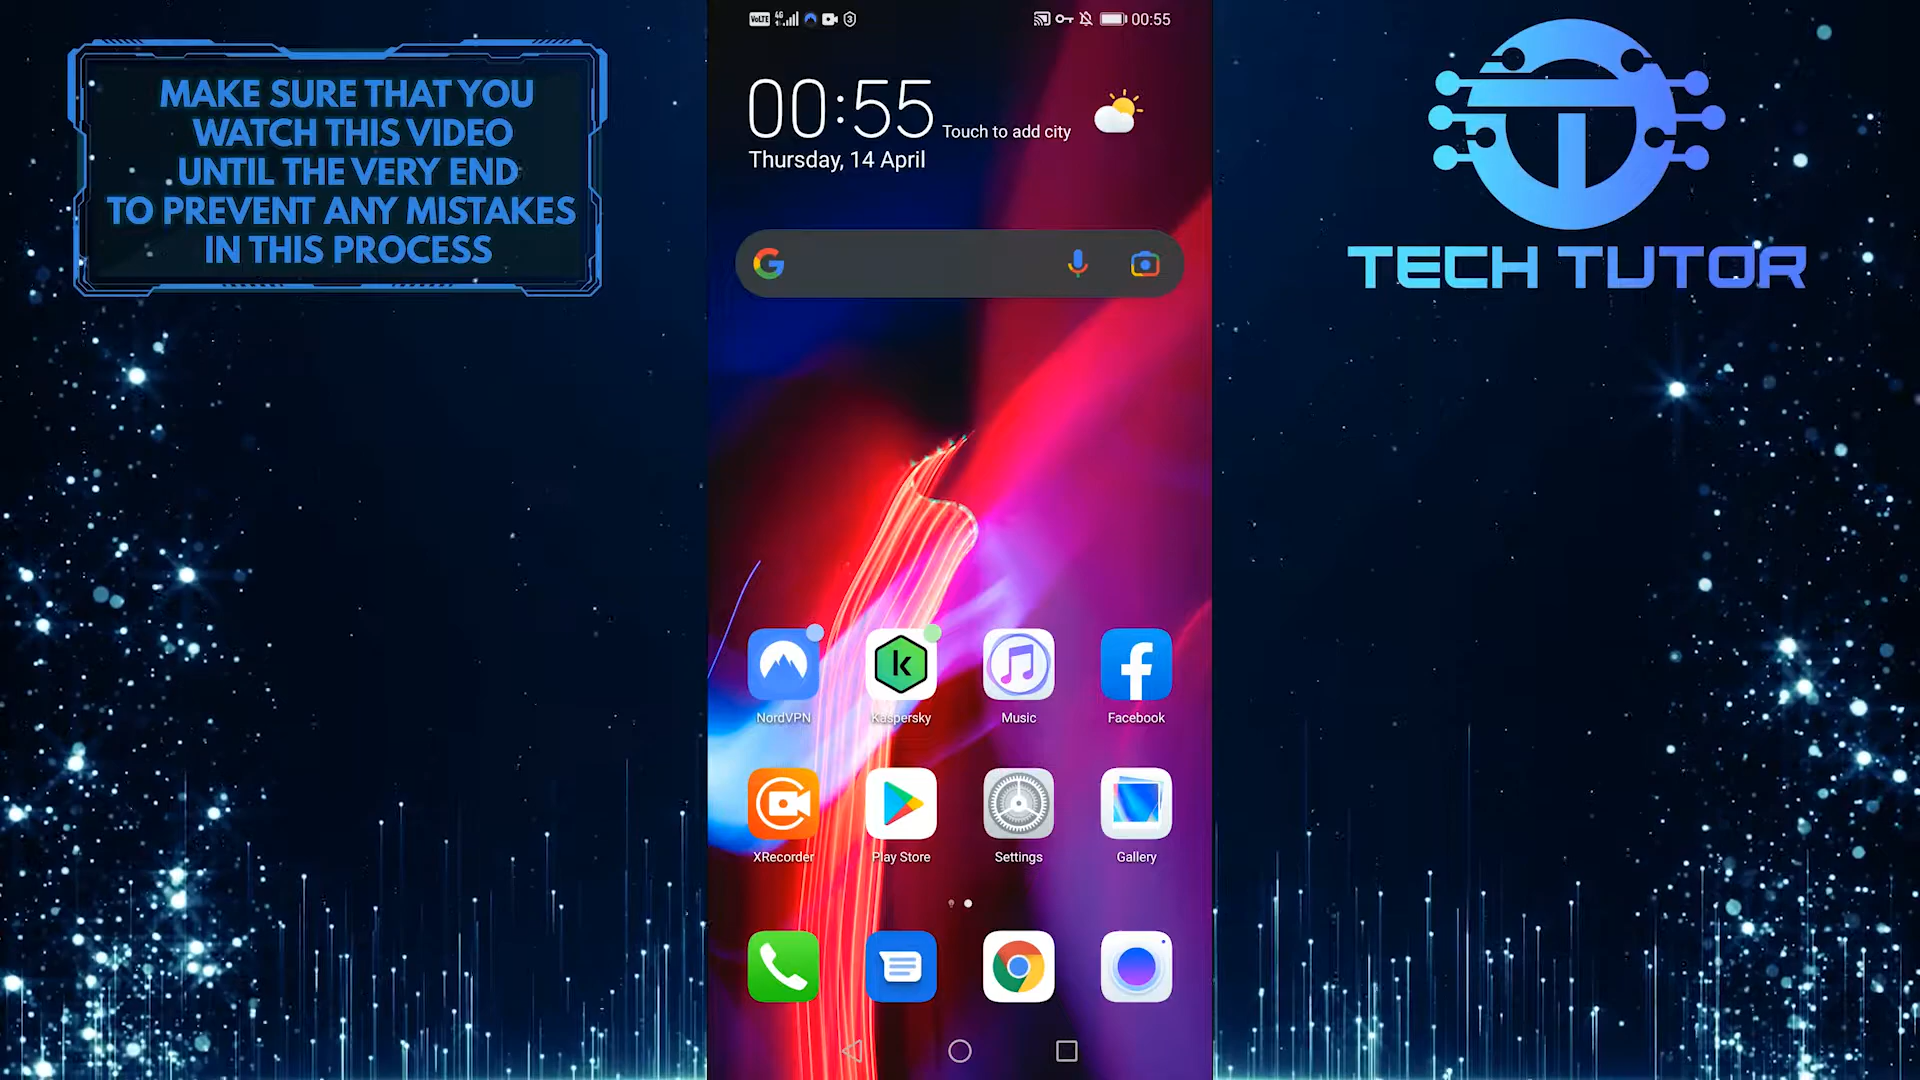 MAKE SURE THAT YOU
WATCH THIS VIDEO
UNTIL THE VERY END
TO PREVENT ANY MISTAKES
IN THIS PROCESS
VoLTE 4G 00:55
00:55 Touch to add city
Thursday, 14 April
TECH TUTOR
NordVPN Kaspersky Music Facebook
XRecorder Play Store Settings Gallery